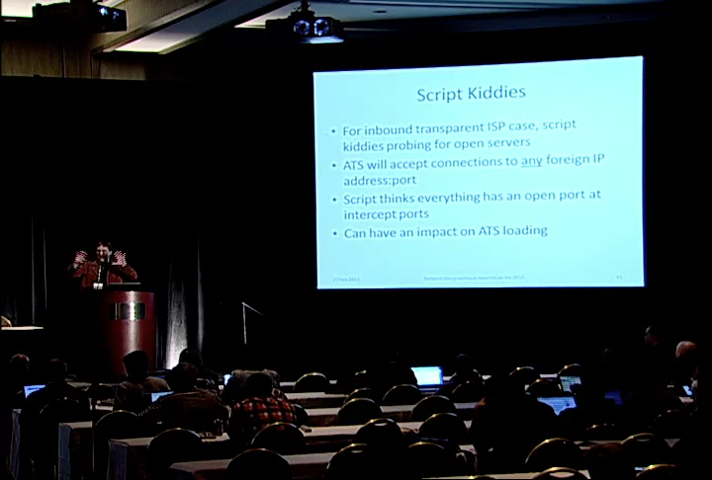 Script Kiddies
• For inbound transparent ISP case, script
kiddies probing for open servers
• ATS will accept connections to any foreign IP
address:port
• Script thinks everything has an open port at
intercept ports
• Can have an impact on ATS loading